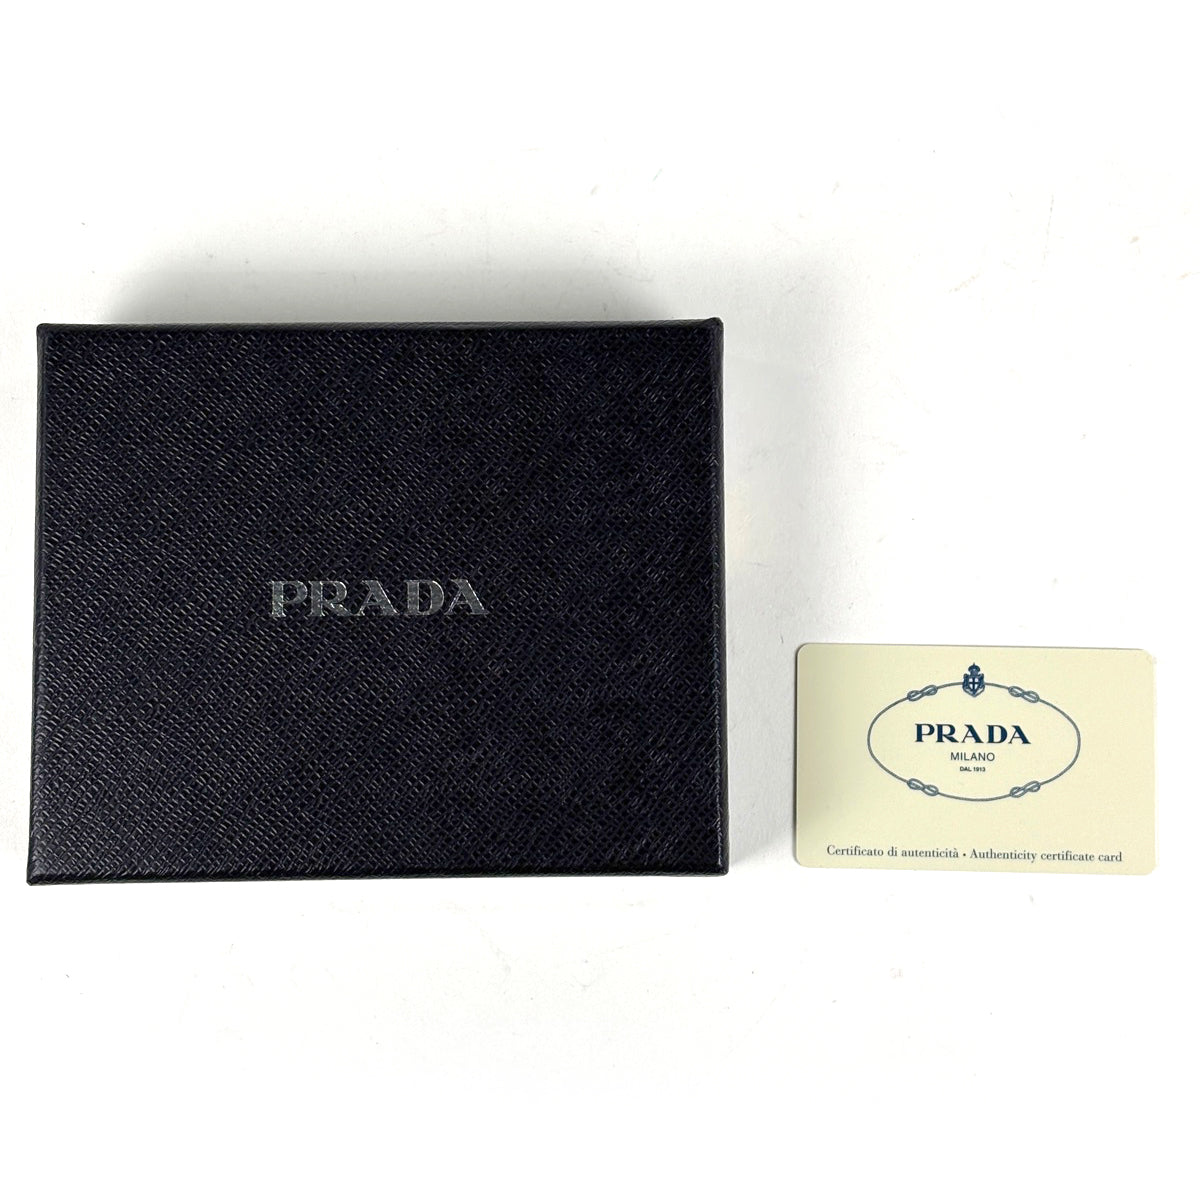 PRADA
PRADA
MILANO
DAL 1913
Certificato di autenticità • Authenticity certificate card